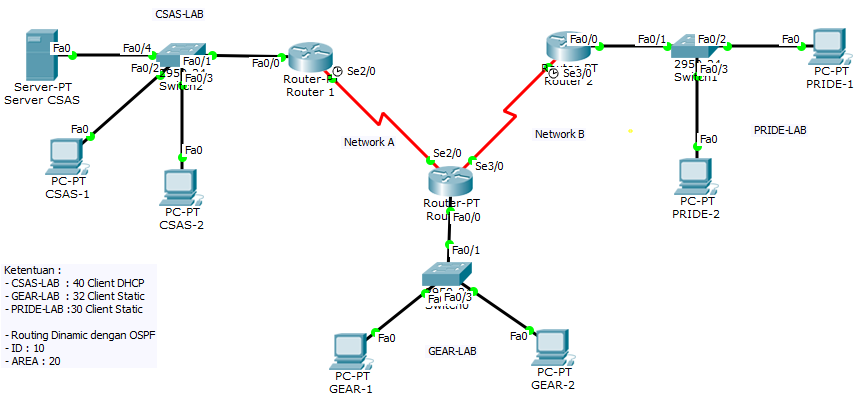 CSAS-LAB
Fa0
Fa0/4
Fa0/1
Fa0/2
Fa0/3
Switch2
Server-PT
Server CSAS
Fa0/0
Se2/0
Router 1
Fa0
PC-PT
CSAS-1
Fa0
PC-PT
CSAS-2
Network A
Fa0/0
Se3/0
Router 2
Fa0/1
Fa0/2
Fa0/3
Switch1
Fa0
PC-PT
PRIDE-1
Network B
PRIDE-LAB
Fa0
PC-PT
PRIDE-2
Se2/0
Se3/0
Router-PT
Fa0/0
Fa0/1
Fa0/3
Switch0
Fa0
PC-PT
GEAR-1
GEAR-LAB
Fa0
PC-PT
GEAR-2
Ketentuan :
- CSAS-LAB : 40 Client DHCP
- GEAR-LAB : 32 Client Static
- PRIDE-LAB :30 Client Static
- Routing Dinamic dengan OSPF
- ID : 10
- AREA : 20